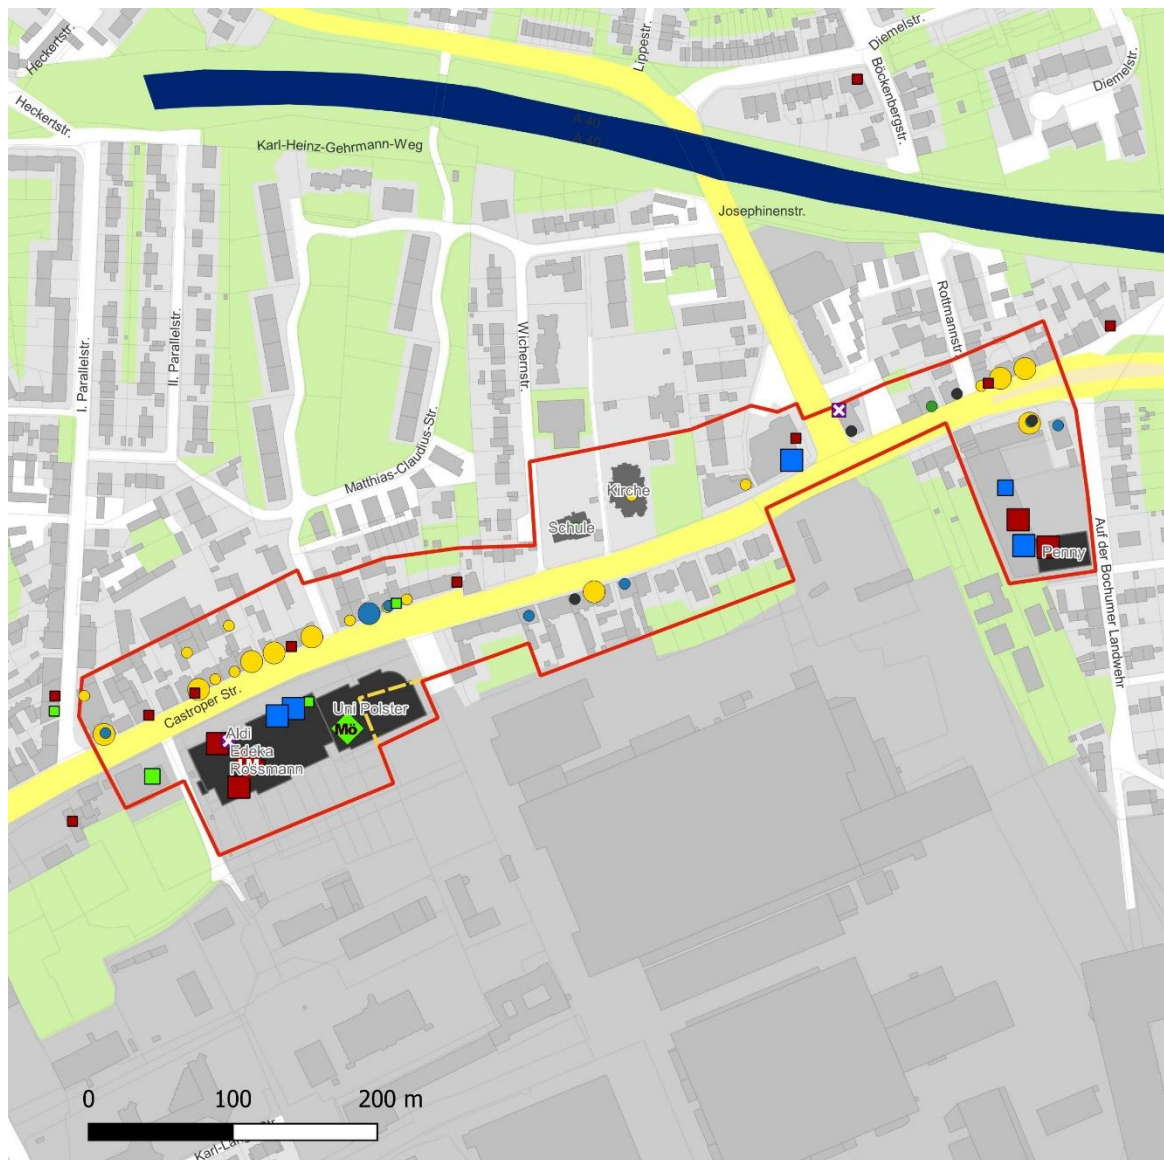 Heckertstr.
Lippestr.
Diemelstr.
Böckenbergstr.
Diemelstr.
Heckertstr.
A 40
A 40
Karl-Heinz-Gehrmann-Weg
Josephinenstr.
Rottmannstr.
I. Parallelstr.
II. Parallelstr.
Wichernstr.
Matthias-Claudius-Str.
Kirche
Schule
Penny
Auf der Bochumer Landwehr
Castroper Str.
Uni Polster
Mö
Aldi
Edeka
LM
Rossmann
0 100 200 m